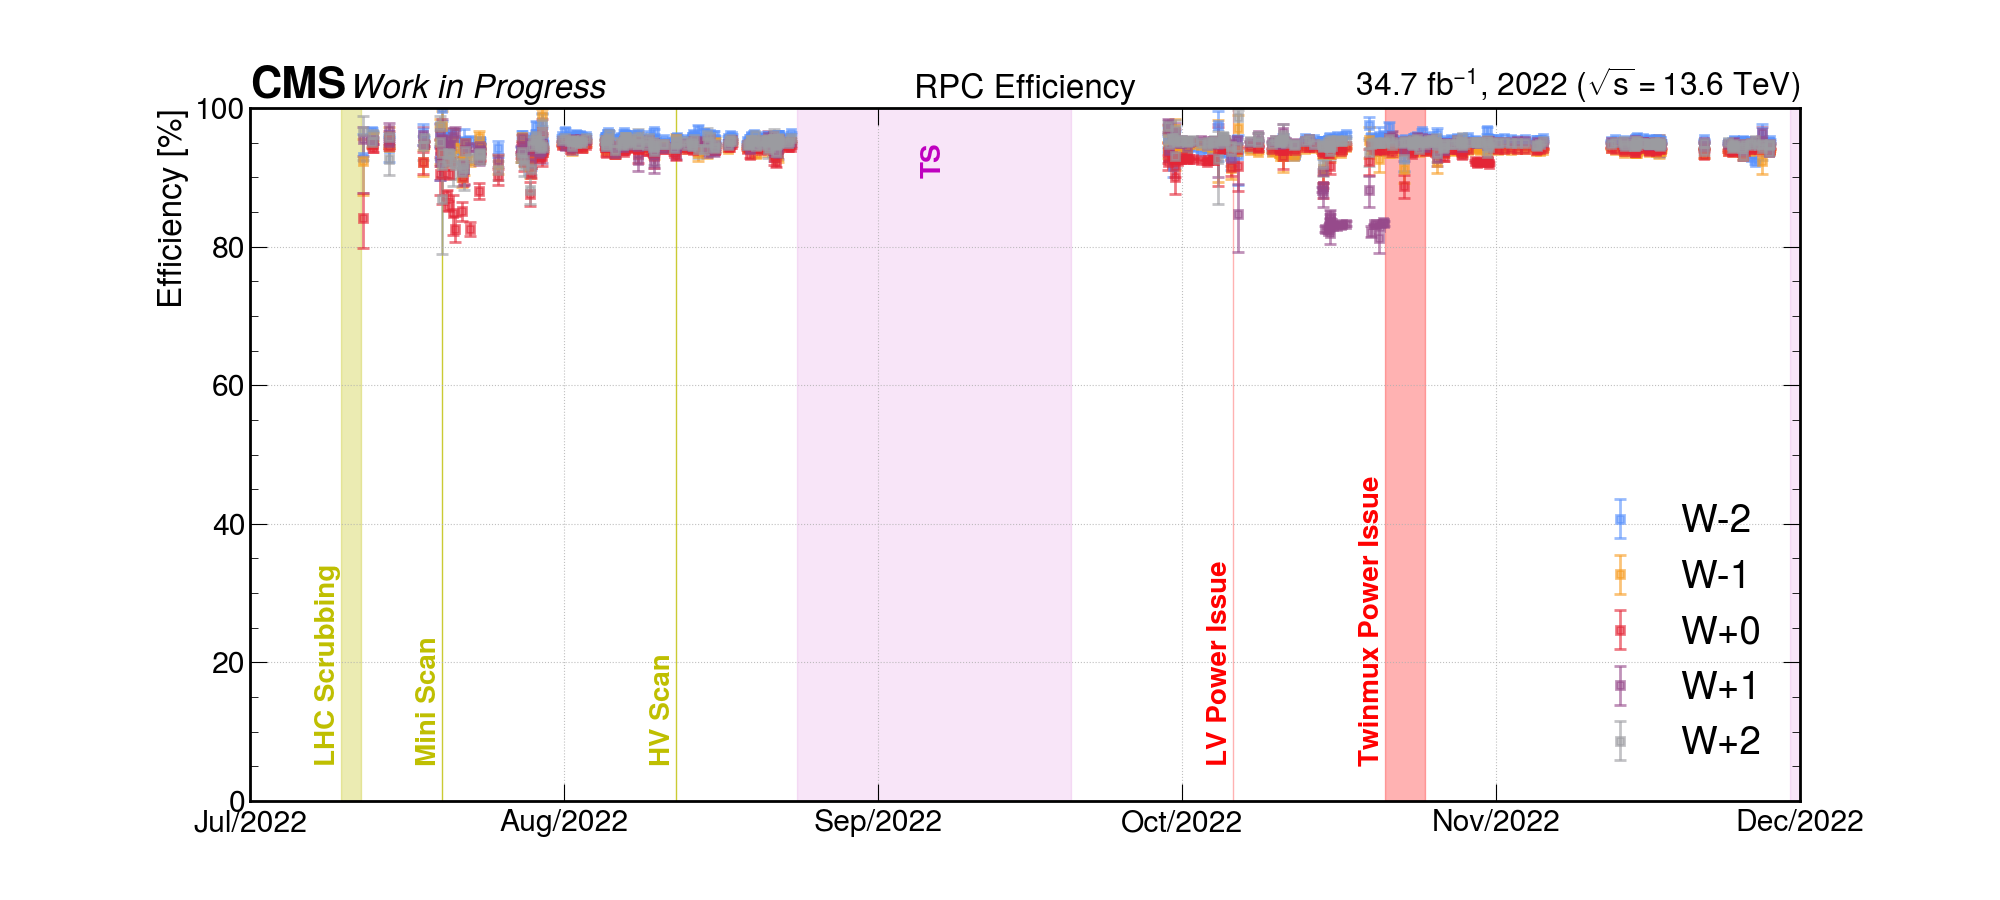 CMS Work in Progress RPC Efficiency 34.7 fb⁻¹, 2022 (√s = 13.6 TeV)
Efficiency [%]
100
80
60
40
20
0
TS
LHC Scrubbing
Mini Scan
HV Scan
LV Power Issue
Twinmux Power Issue
W-2
W-1
W+0
W+1
W+2
Jul/2022 Aug/2022 Sep/2022 Oct/2022 Nov/2022 Dec/2022